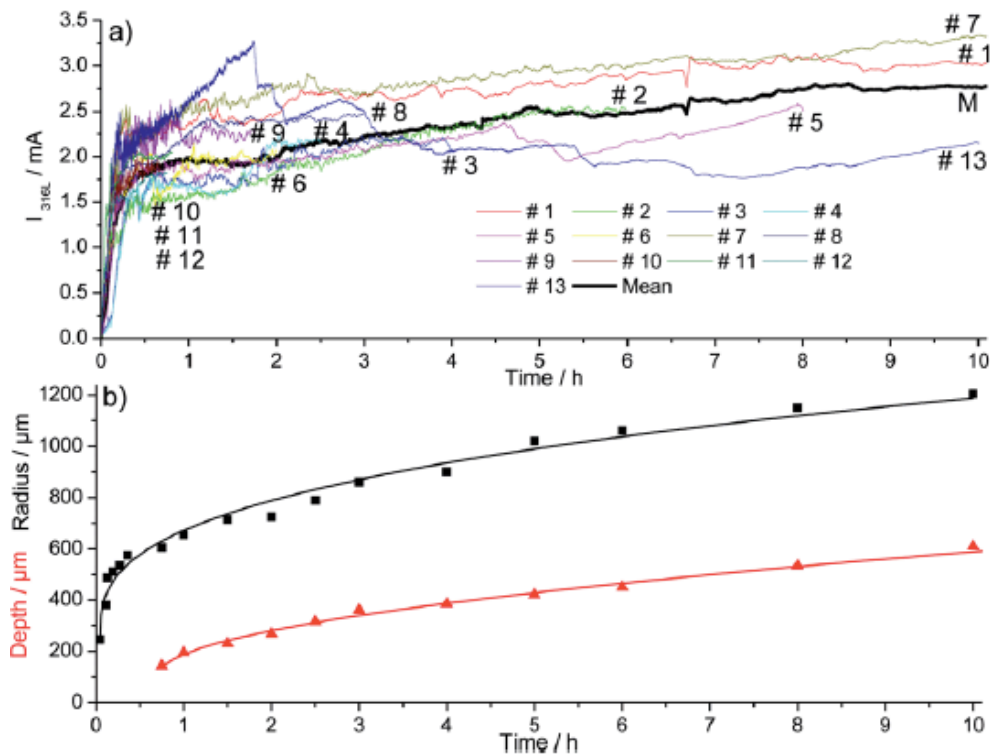 a)
I 316L / mA
3.5
3.0
2.5
2.0
1.5
1.0
0.5
0.0
# 7
# 1
M
# 8
# 2
# 9 # 4
# 5
# 3
# 13
# 6
# 10
# 11
# 12
# 1 # 2 # 3 # 4
# 5 # 6 # 7 # 8
# 9 # 10 # 11 # 12
# 13 Mean
0 1 2 3 4 5 6 7 8 9 10
Time / h
b)
Depth / µm Radius / µm
1200
1000
800
600
400
200
0
0 1 2 3 4 5 6 7 8 9 10
Time / h